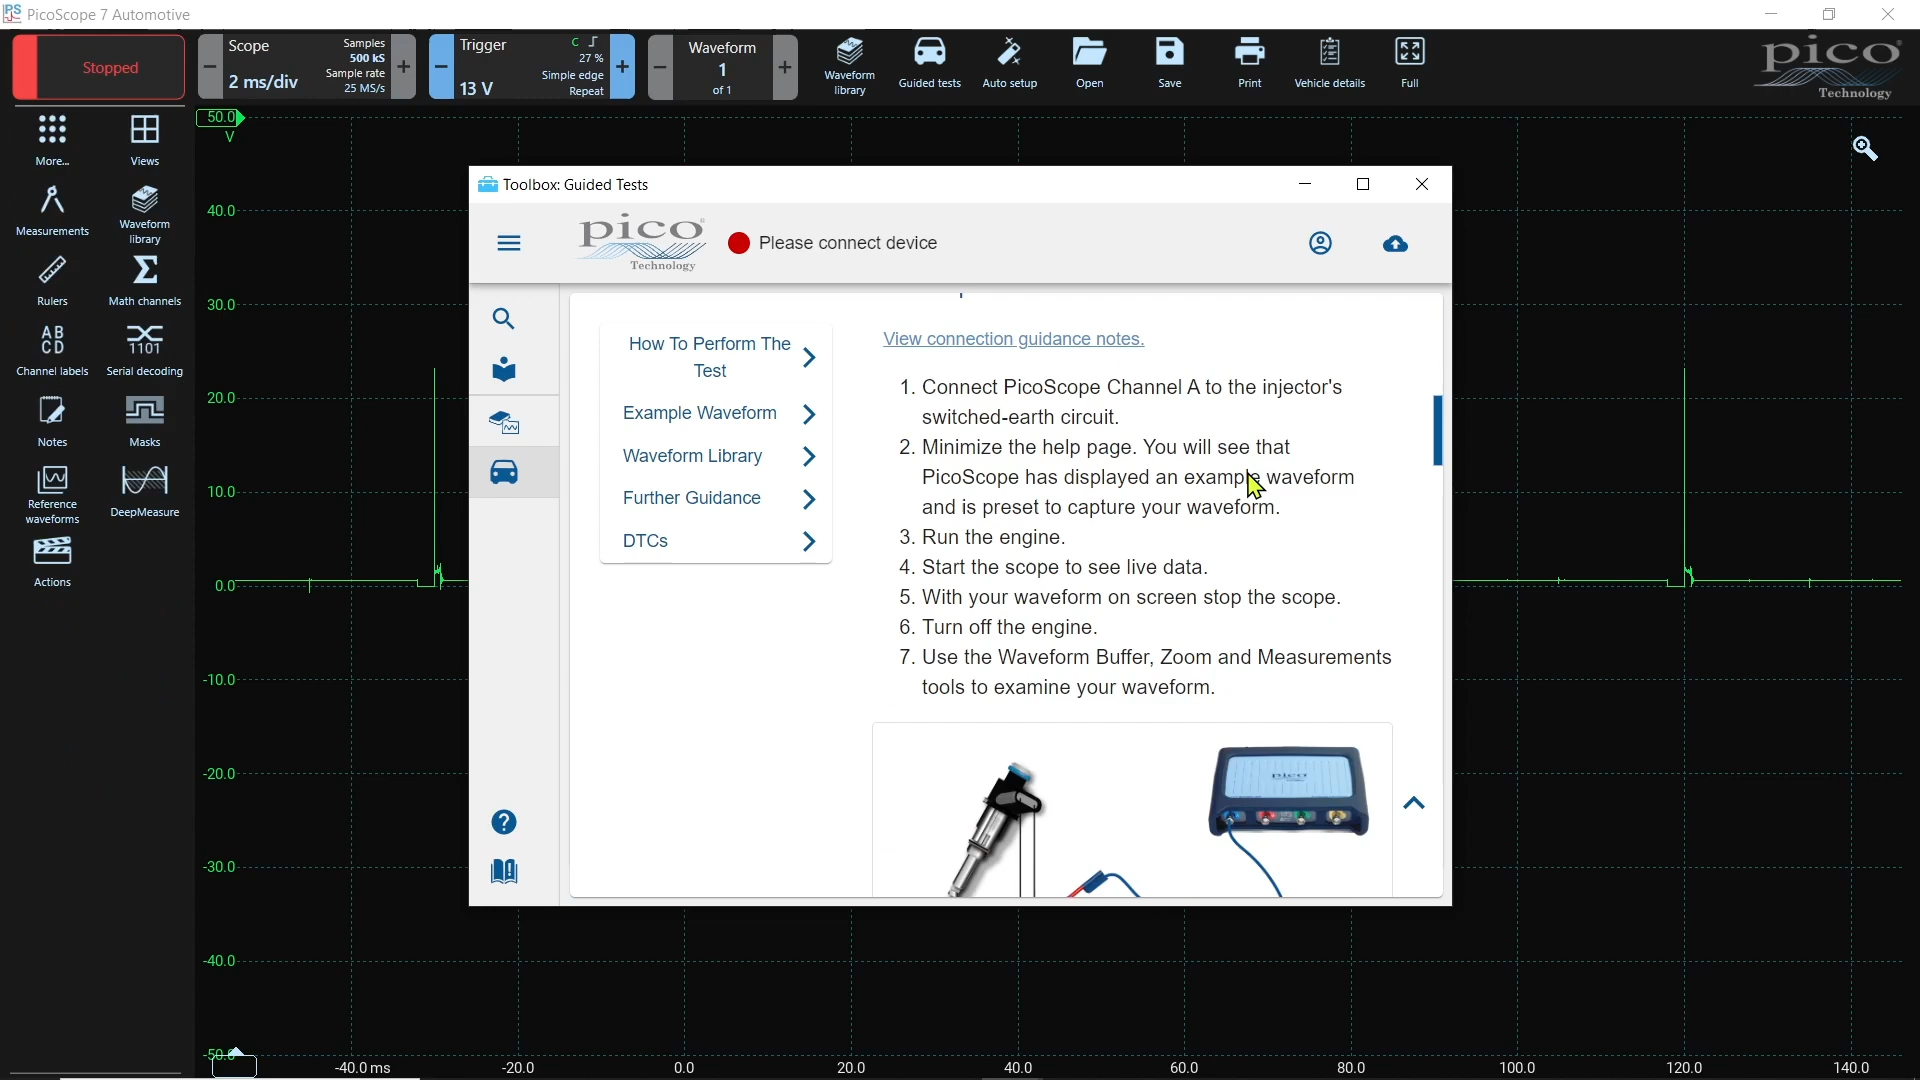 PicoScope 7 Automotive
Stopped
Scope
2 ms/div
Samples
500 kS
Sample rate
25 MS/s
Trigger
13 V
C
27 %
Simple edge
Repeat
Waveform
1
of 1
Waveform
library
Guided tests
Auto setup
Open
Save
Print
Vehicle details
Full
pico
Technology
More...
Views
Measurements
Waveform
library
Rulers
Math channels
ABCD
Channel labels
1101
Serial decoding
Notes
Masks
Reference
waveforms
DeepMeasure
Actions
50.0
V
40.0
30.0
20.0
10.0
0.0
-10.0
-20.0
-30.0
-40.0
-50.0
-40.0 ms
-20.0
0.0
20.0
40.0
60.0
80.0
100.0
120.0
140.0
Toolbox: Guided Tests
pico
Technology
Please connect device
How To Perform The
Test
Example Waveform
Waveform Library
Further Guidance
DTCs
View connection guidance notes.
1. Connect PicoScope Channel A to the injector's
switched-earth circuit.
2. Minimize the help page. You will see that
PicoScope has displayed an example waveform
and is preset to capture your waveform.
3. Run the engine.
4. Start the scope to see live data.
5. With your waveform on screen stop the scope.
6. Turn off the engine.
7. Use the Waveform Buffer, Zoom and Measurements
tools to examine your waveform.
pico